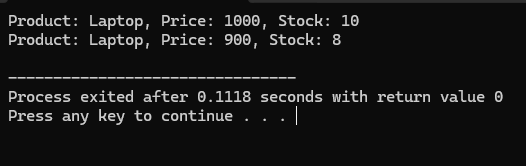 Product: Laptop, Price: 1000, Stock: 10
Product: Laptop, Price: 900, Stock: 8
--------------------------------
Process exited after 0.1118 seconds with return value 0
Press any key to continue . . .